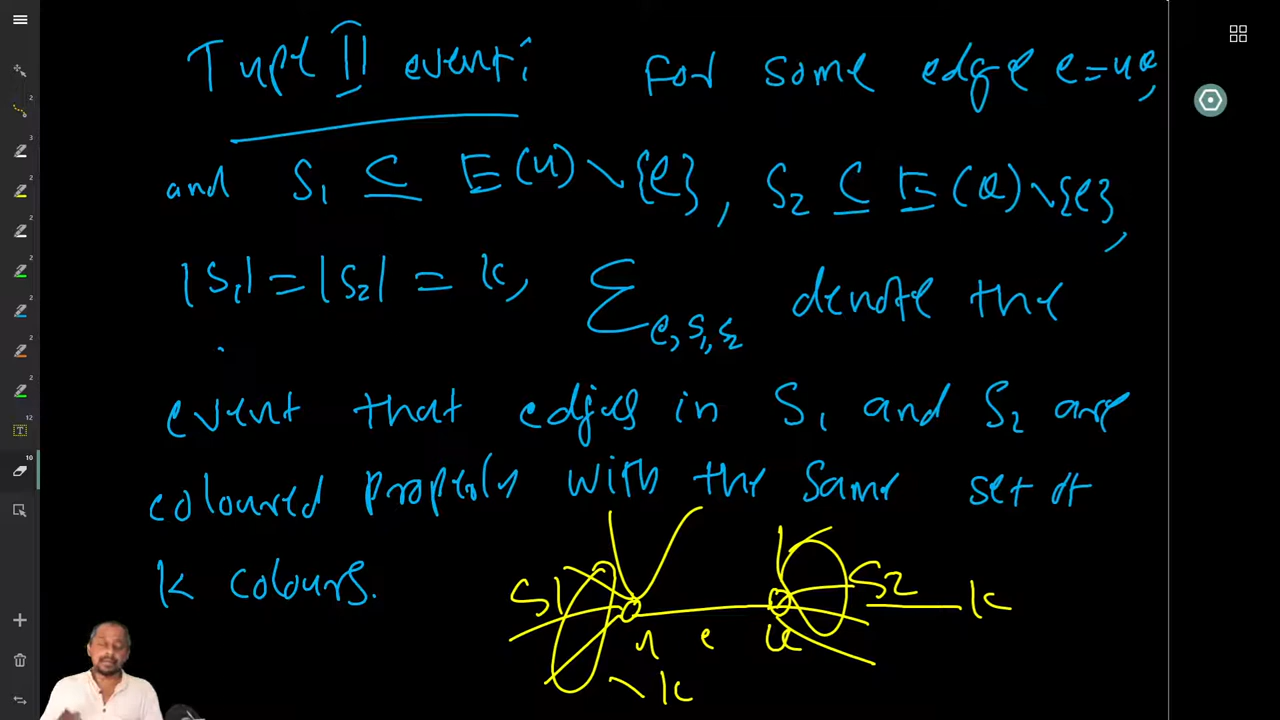 Type II event: For some edge e=uv,
and S₁ ⊆ E(u)∖{e}, S₂ ⊆ E(v)∖{e},
|S₁|=|S₂| = k, Σ_{e,S₁,S₂} denote the
event that edges in S₁ and S₂ are
coloured properly with the same set of
k colours.
S1 u e v S2 k
k